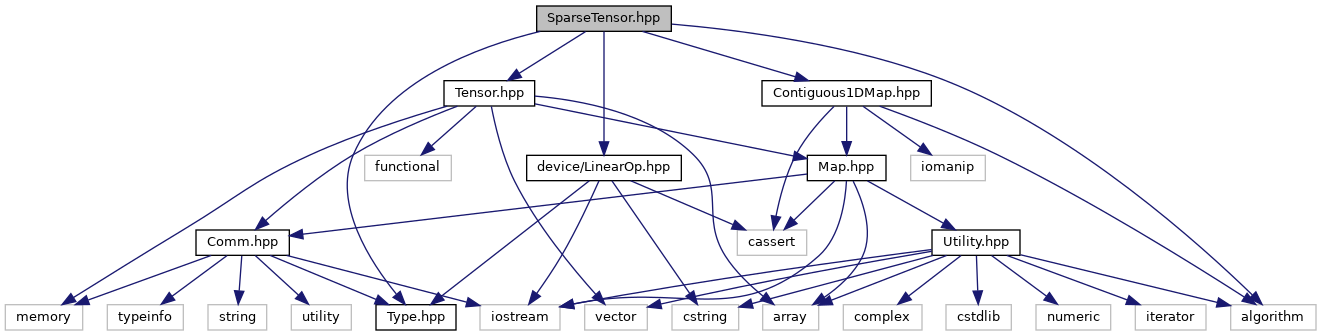 SparseTensor.hpp
Tensor.hpp
Contiguous1DMap.hpp
functional
device/LinearOp.hpp
Map.hpp
iomanip
Comm.hpp
cassert
Utility.hpp
memory
typeinfo
string
utility
Type.hpp
iostream
vector
cstring
array
complex
cstdlib
numeric
iterator
algorithm